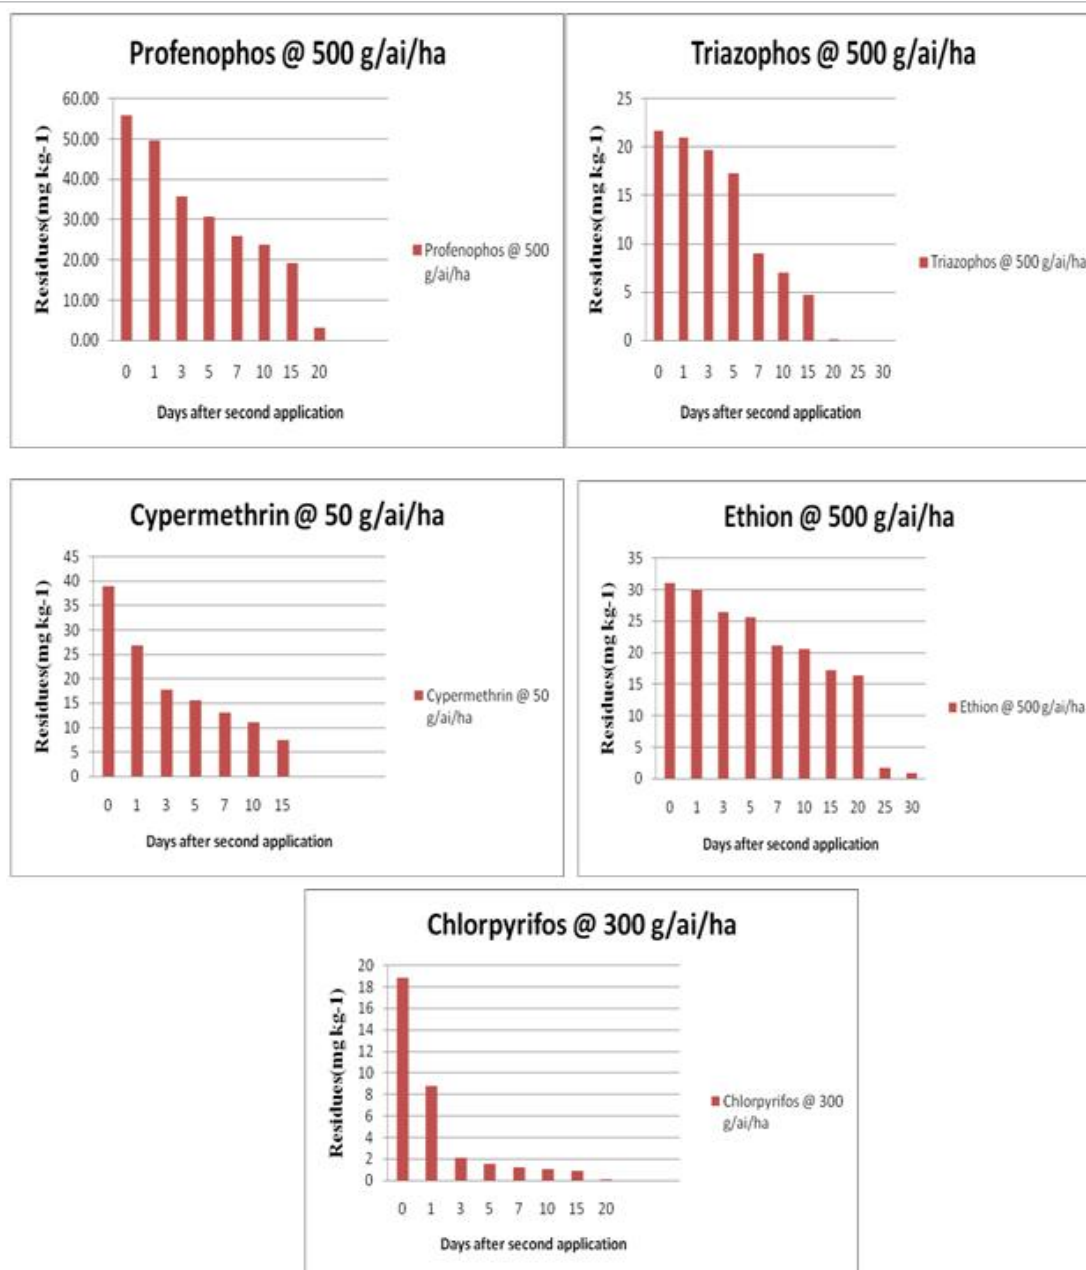 Profenophos @ 500 g/ai/ha
Residues(mg kg-1)
60.00
50.00
40.00
30.00
20.00
10.00
0.00
0 1 3 5 7 10 15 20
Days after second application
Profenophos @ 500
g/ai/ha
Triazophos @ 500 g/ai/ha
Residues(mg kg-1)
25
20
15
10
5
0
0 1 3 5 7 10 15 20 25 30
Days after second application
Triazophos @ 500 g/ai/ha
Cypermethrin @ 50 g/ai/ha
Residues(mg kg-1)
45
40
35
30
25
20
15
10
5
0
0 1 3 5 7 10 15
Days after second application
Cypermethrin @ 50
g/ai/ha
Ethion @ 500 g/ai/ha
Residues(mg kg-1)
35
30
25
20
15
10
5
0
0 1 3 5 7 10 15 20 25 30
Days after second application
Ethion @ 500 g/ai/ha
Chlorpyrifos @ 300 g/ai/ha
Residues(mg kg-1)
20
18
16
14
12
10
8
6
4
2
0
0 1 3 5 7 10 15 20
Days after second application
Chlorpyrifos @ 300
g/ai/ha